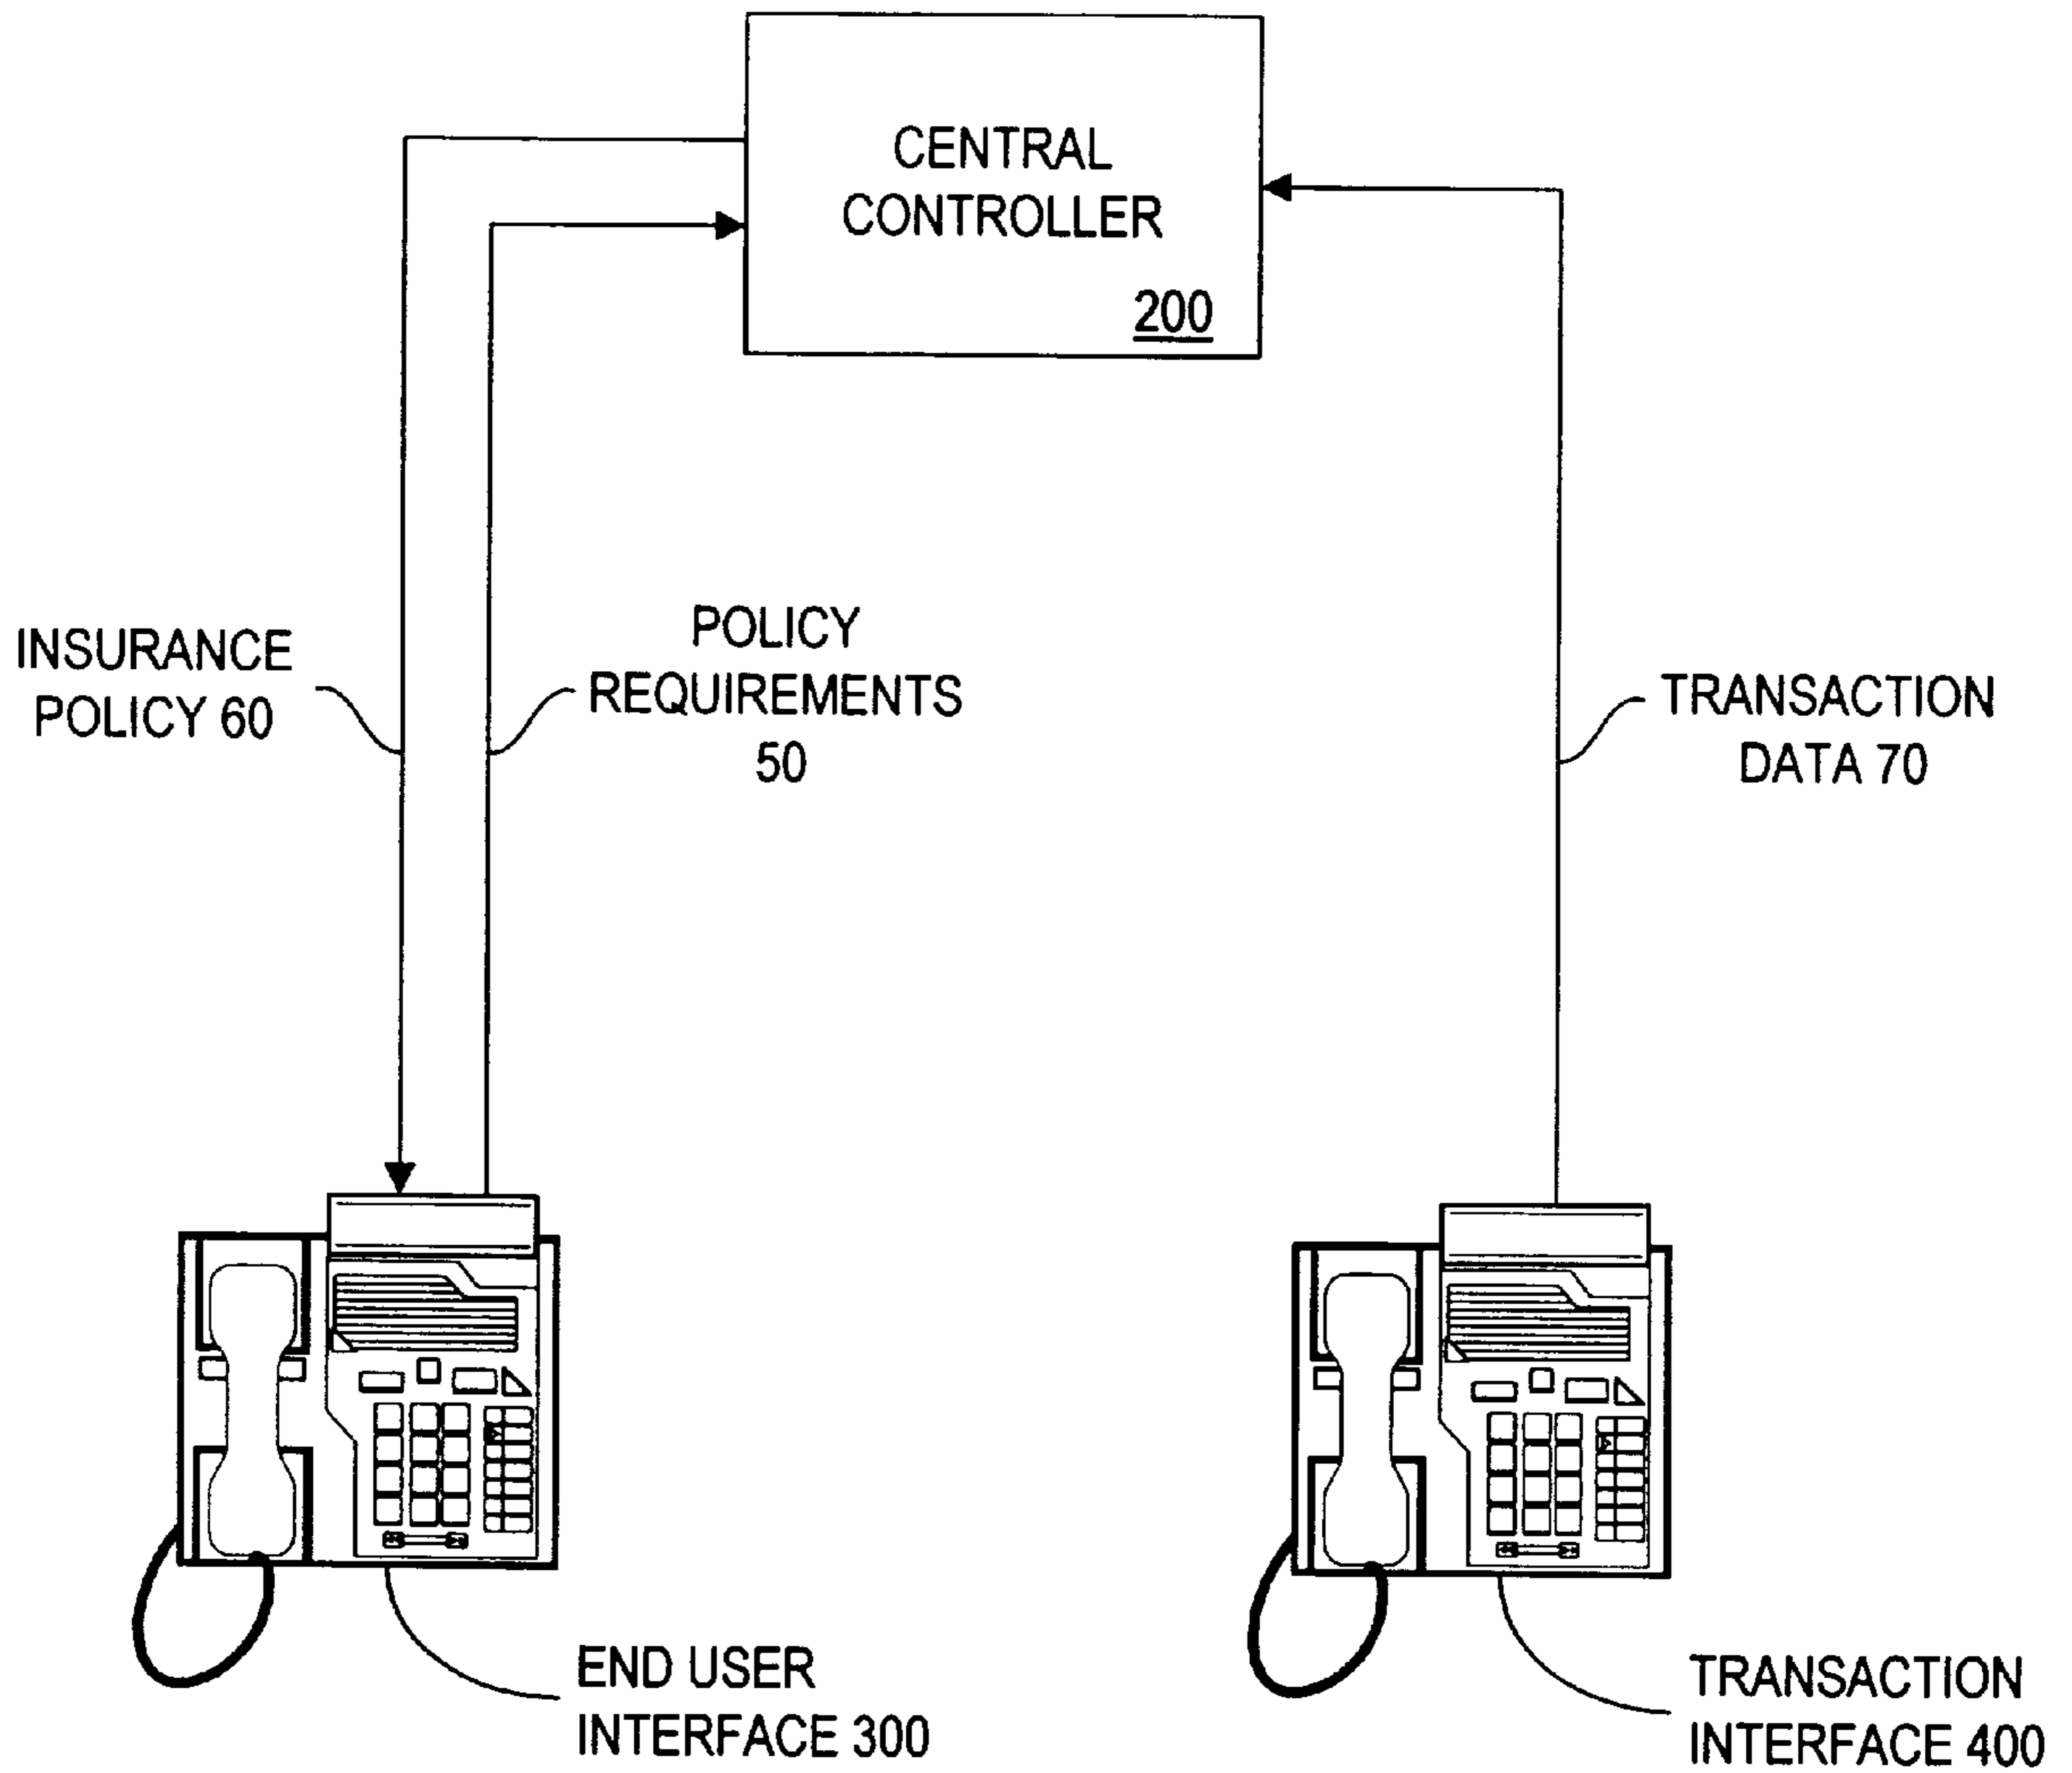 CENTRAL
CONTROLLER
200
INSURANCE
POLICY 60
POLICY
REQUIREMENTS
50
TRANSACTION
DATA 70
END USER
INTERFACE 300
TRANSACTION
INTERFACE 400